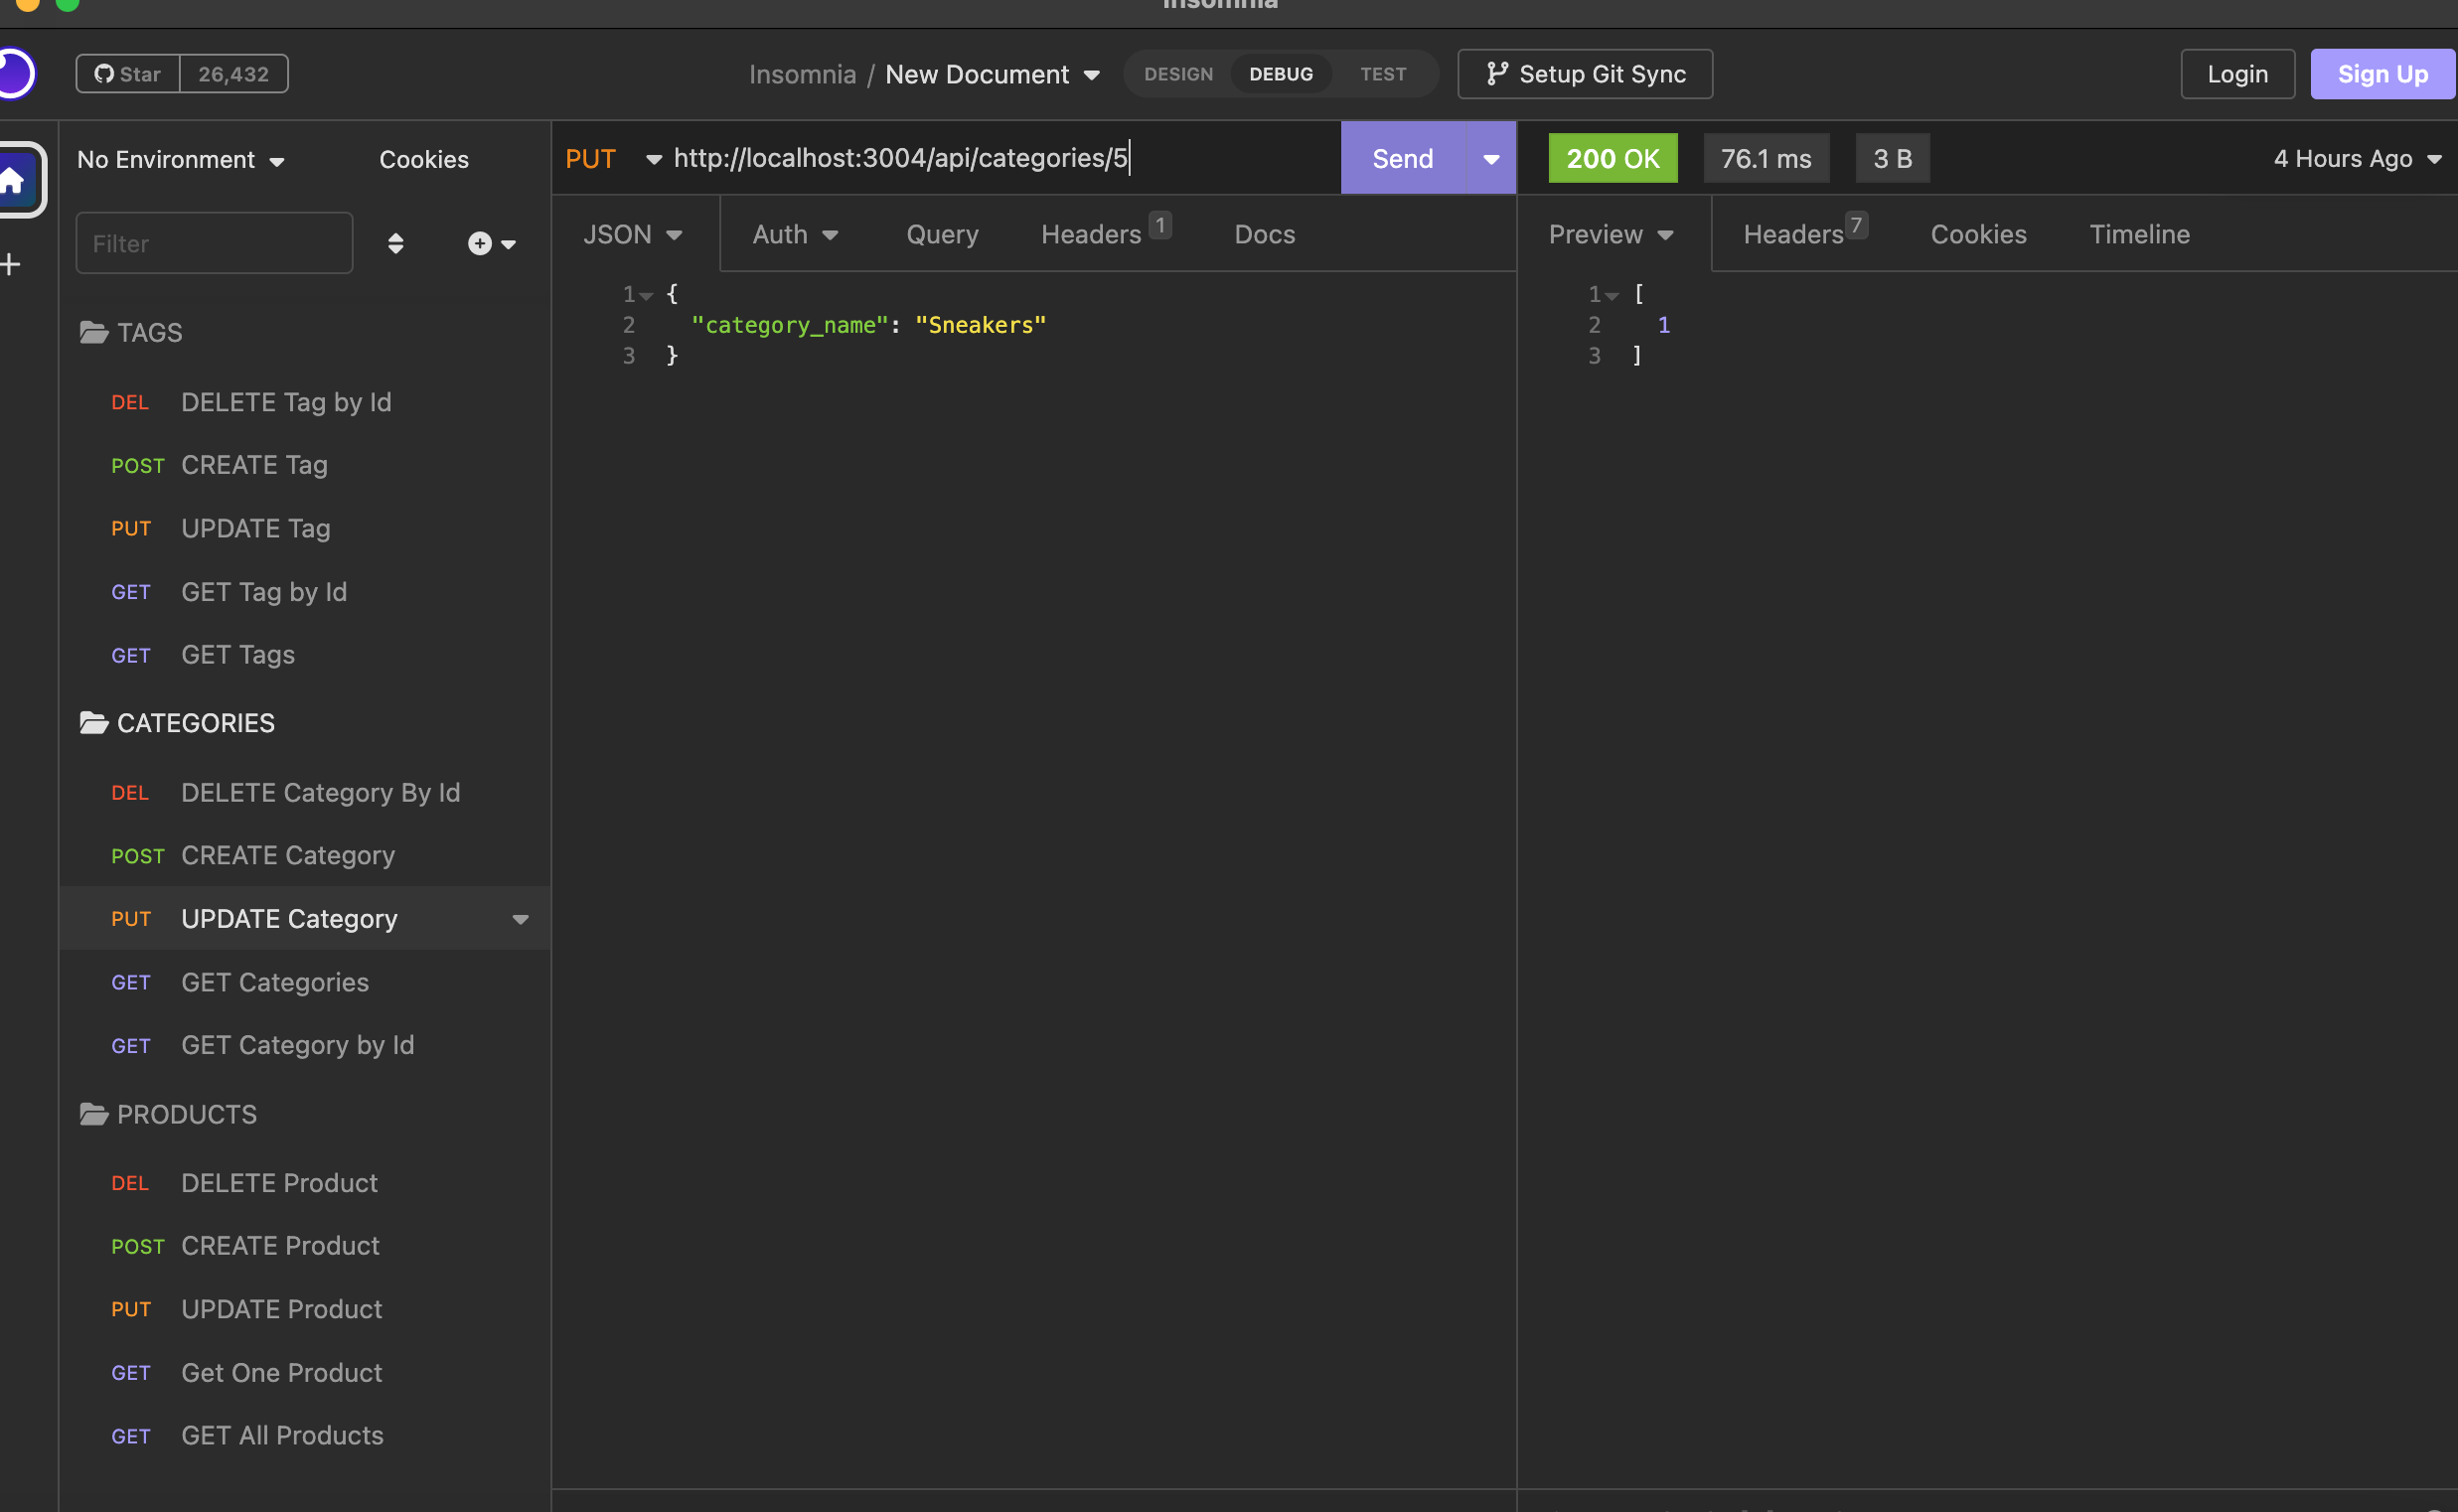 Insomnia
Star 26,432
Insomnia / New Document
DESIGN DEBUG TEST
Setup Git Sync
Login
Sign Up
No Environment
Cookies
Filter
TAGS
DEL DELETE Tag by Id
POST CREATE Tag
PUT UPDATE Tag
GET GET Tag by Id
GET GET Tags
CATEGORIES
DEL DELETE Category By Id
POST CREATE Category
PUT UPDATE Category
GET GET Categories
GET GET Category by Id
PRODUCTS
DEL DELETE Product
POST CREATE Product
PUT UPDATE Product
GET Get One Product
GET GET All Products
PUT http://localhost:3004/api/categories/5
Send
JSON Auth Query Headers 1 Docs
1 {
2 "category_name": "Sneakers"
3 }
200 OK 76.1 ms 3 B 4 Hours Ago
Preview Headers 7 Cookies Timeline
1 [
2 1
3 ]